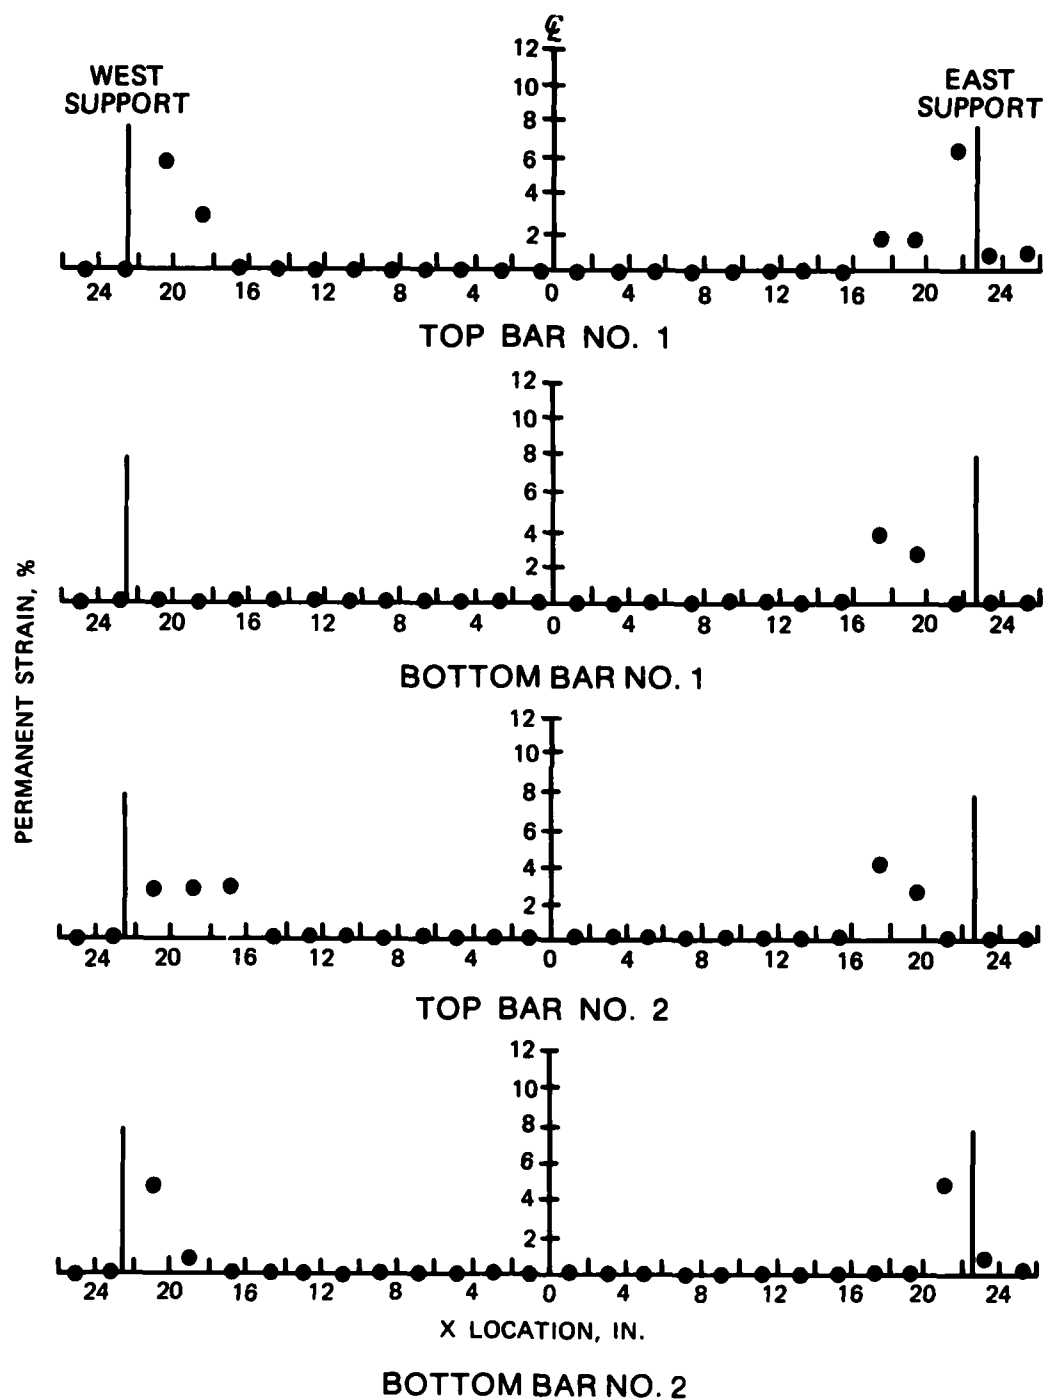 ℄
WEST
SUPPORT
EAST
SUPPORT
12
10
8
6
4
2
24 20 16 12 8 4 0 4 8 12 16 20 24
TOP BAR NO. 1
12
10
8
6
4
2
24 20 16 12 8 4 0 4 8 12 16 20 24
BOTTOM BAR NO. 1
PERMANENT STRAIN, %
12
10
8
6
4
2
24 20 16 12 8 4 0 4 8 12 16 20 24
TOP BAR NO. 2
12
10
8
6
4
2
24 20 16 12 8 4 0 4 8 12 16 20 24
X LOCATION, IN.
BOTTOM BAR NO. 2